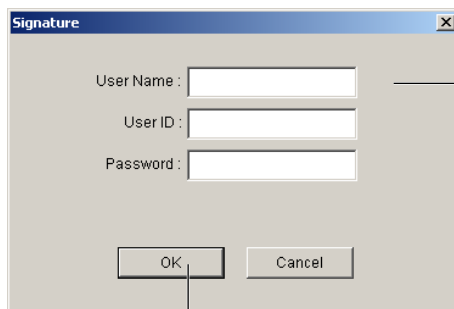 Signature
User Name :
User ID :
Password :
OK Cancel